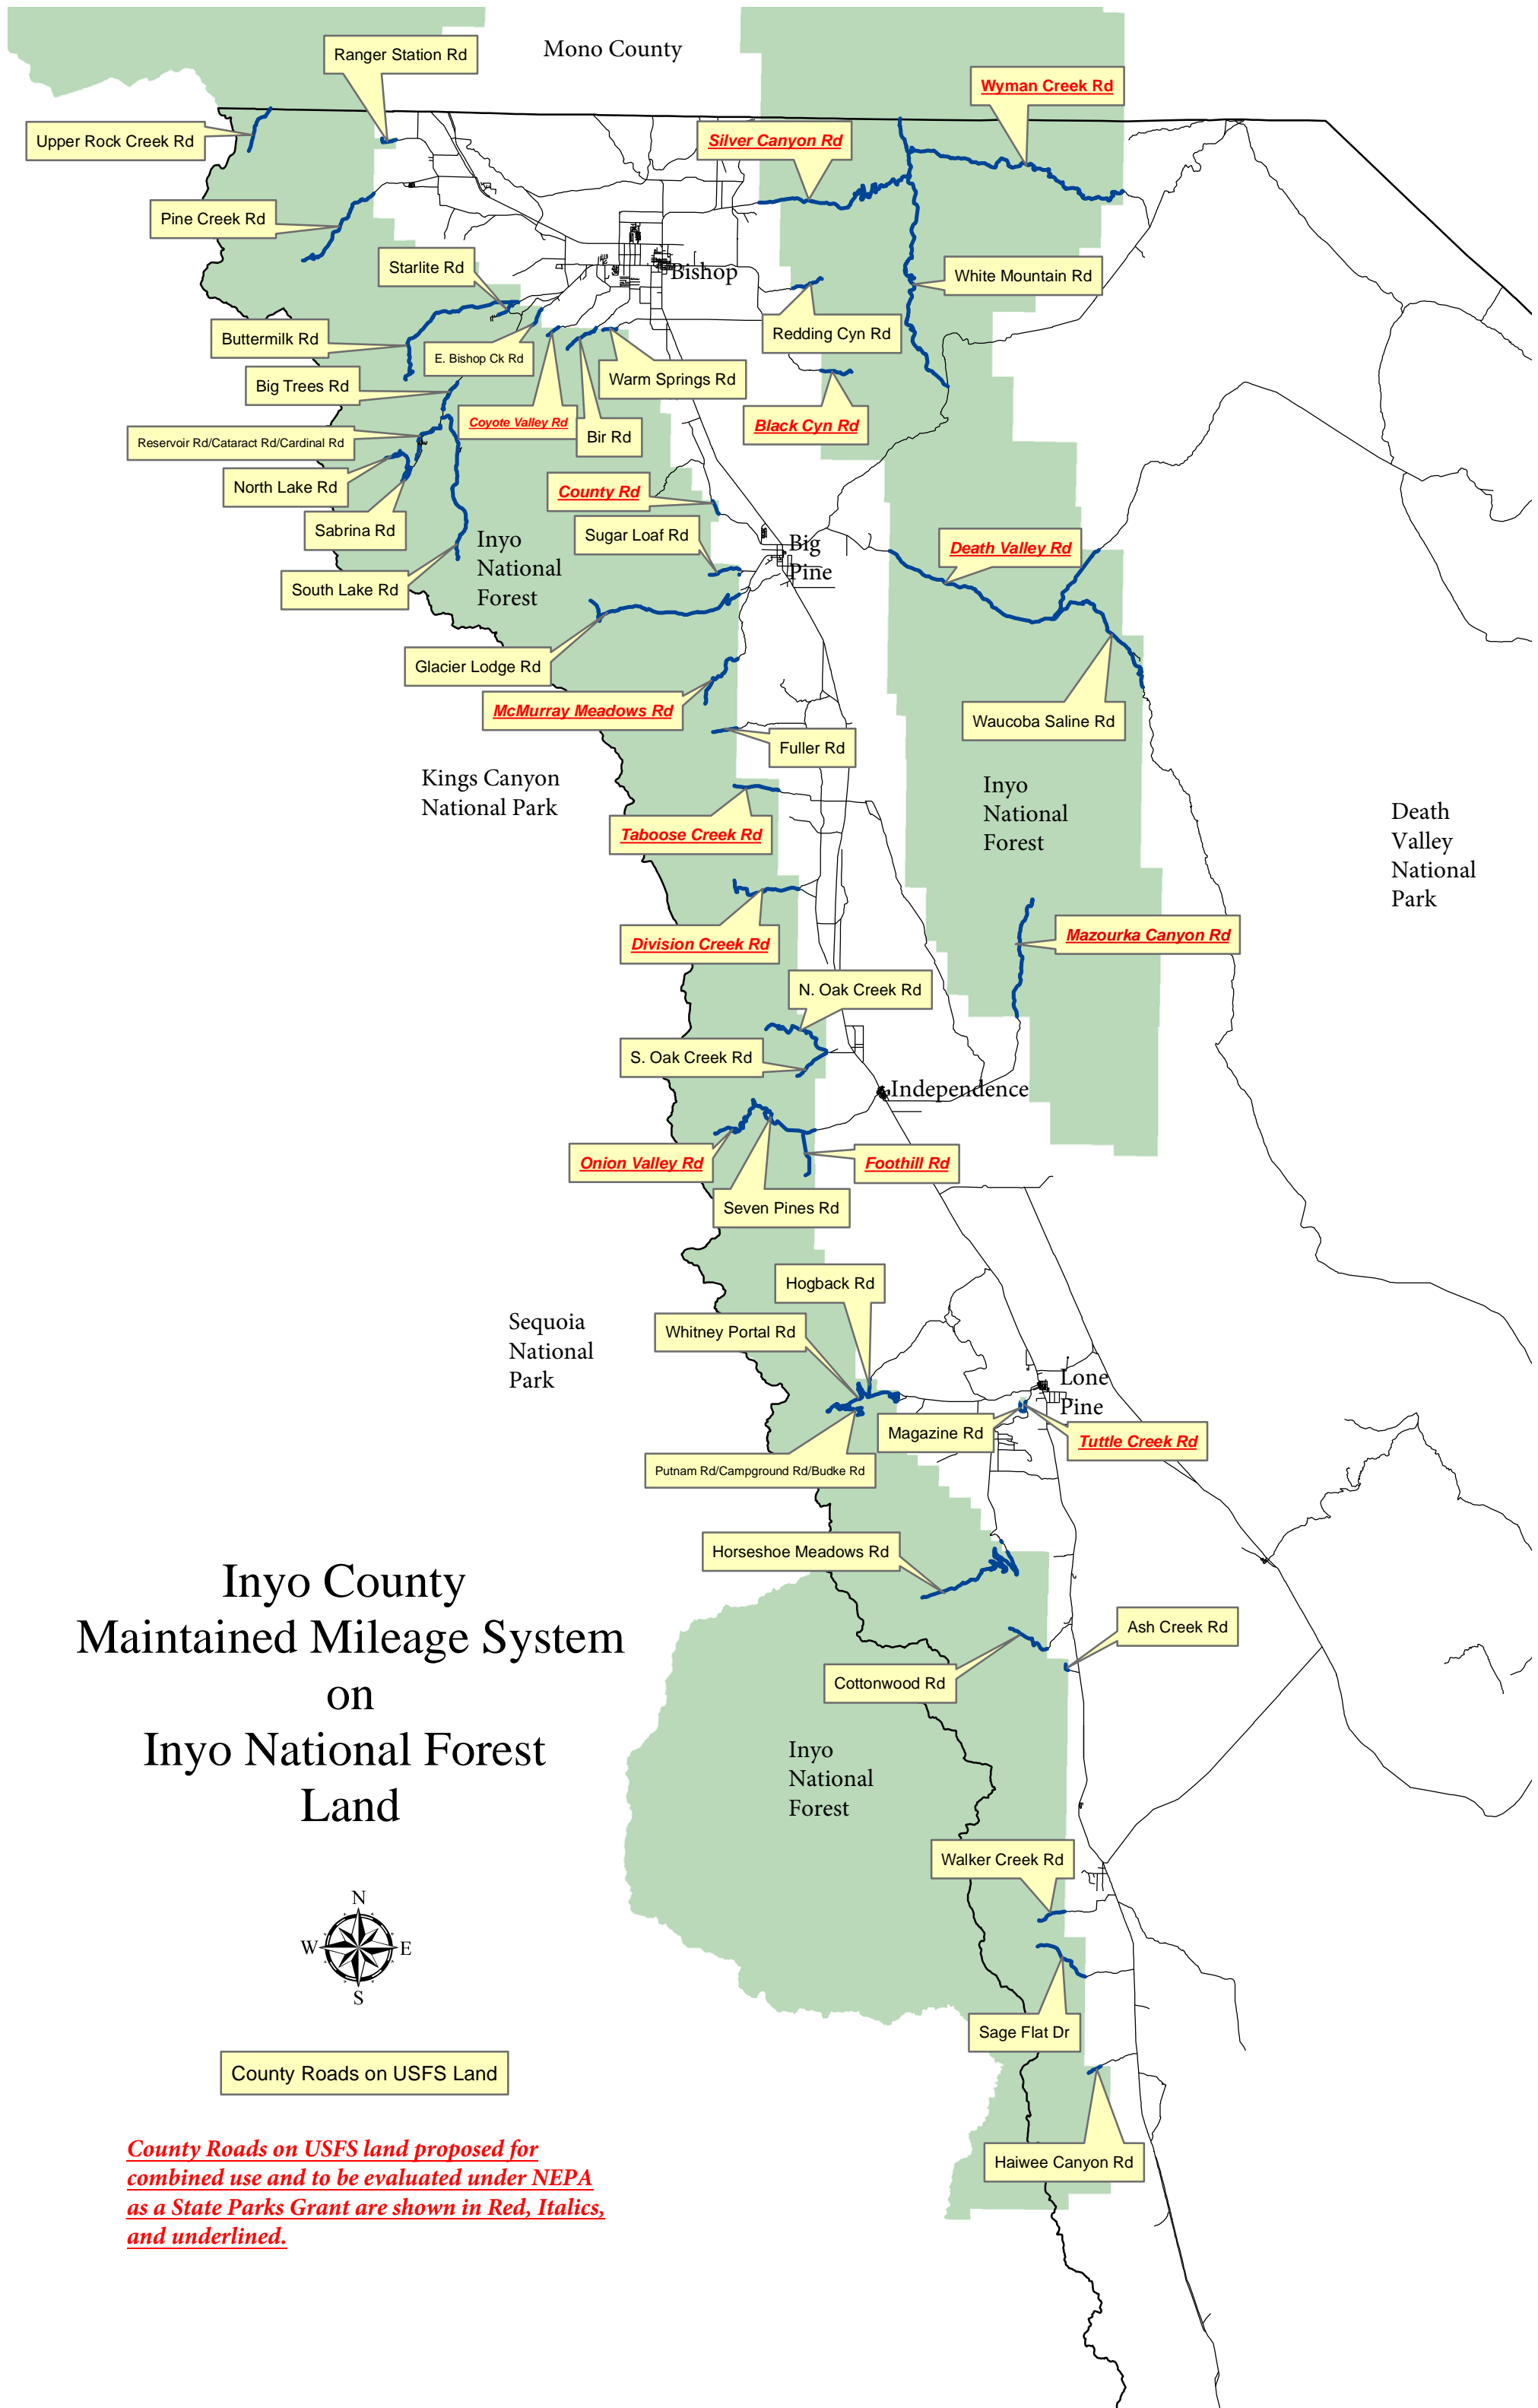 Mono County
Ranger Station Rd
Wyman Creek Rd
Upper Rock Creek Rd
Silver Canyon Rd
Pine Creek Rd
Starlite Rd
Bishop
White Mountain Rd
Buttermilk Rd
E. Bishop Ck Rd
Redding Cyn Rd
Big Trees Rd
Warm Springs Rd
Coyote Valley Rd
Bir Rd
Black Cyn Rd
Reservoir Rd/Cataract Rd/Cardinal Rd
North Lake Rd
County Rd
Sabrina Rd
Sugar Loaf Rd
Inyo
National
Forest
Big
Pine
Death Valley Rd
South Lake Rd
Glacier Lodge Rd
McMurray Meadows Rd
Waucoba Saline Rd
Fuller Rd
Kings Canyon
National Park
Inyo
National
Forest
Death
Valley
National
Park
Taboose Creek Rd
Division Creek Rd
Mazourka Canyon Rd
N. Oak Creek Rd
S. Oak Creek Rd
Independence
Onion Valley Rd
Foothill Rd
Seven Pines Rd
Hogback Rd
Whitney Portal Rd
Sequoia
National
Park
Lone
Pine
Magazine Rd
Tuttle Creek Rd
Putnam Rd/Campground Rd/Budke Rd
Horseshoe Meadows Rd
Inyo County
Maintained Mileage System
on
Inyo National Forest
Land
Ash Creek Rd
Cottonwood Rd
Inyo
National
Forest
Walker Creek Rd
N
W
E
S
Sage Flat Dr
County Roads on USFS Land
Haiwee Canyon Rd
County Roads on USFS land proposed for
combined use and to be evaluated under NEPA
as a State Parks Grant are shown in Red, Italics,
and underlined.